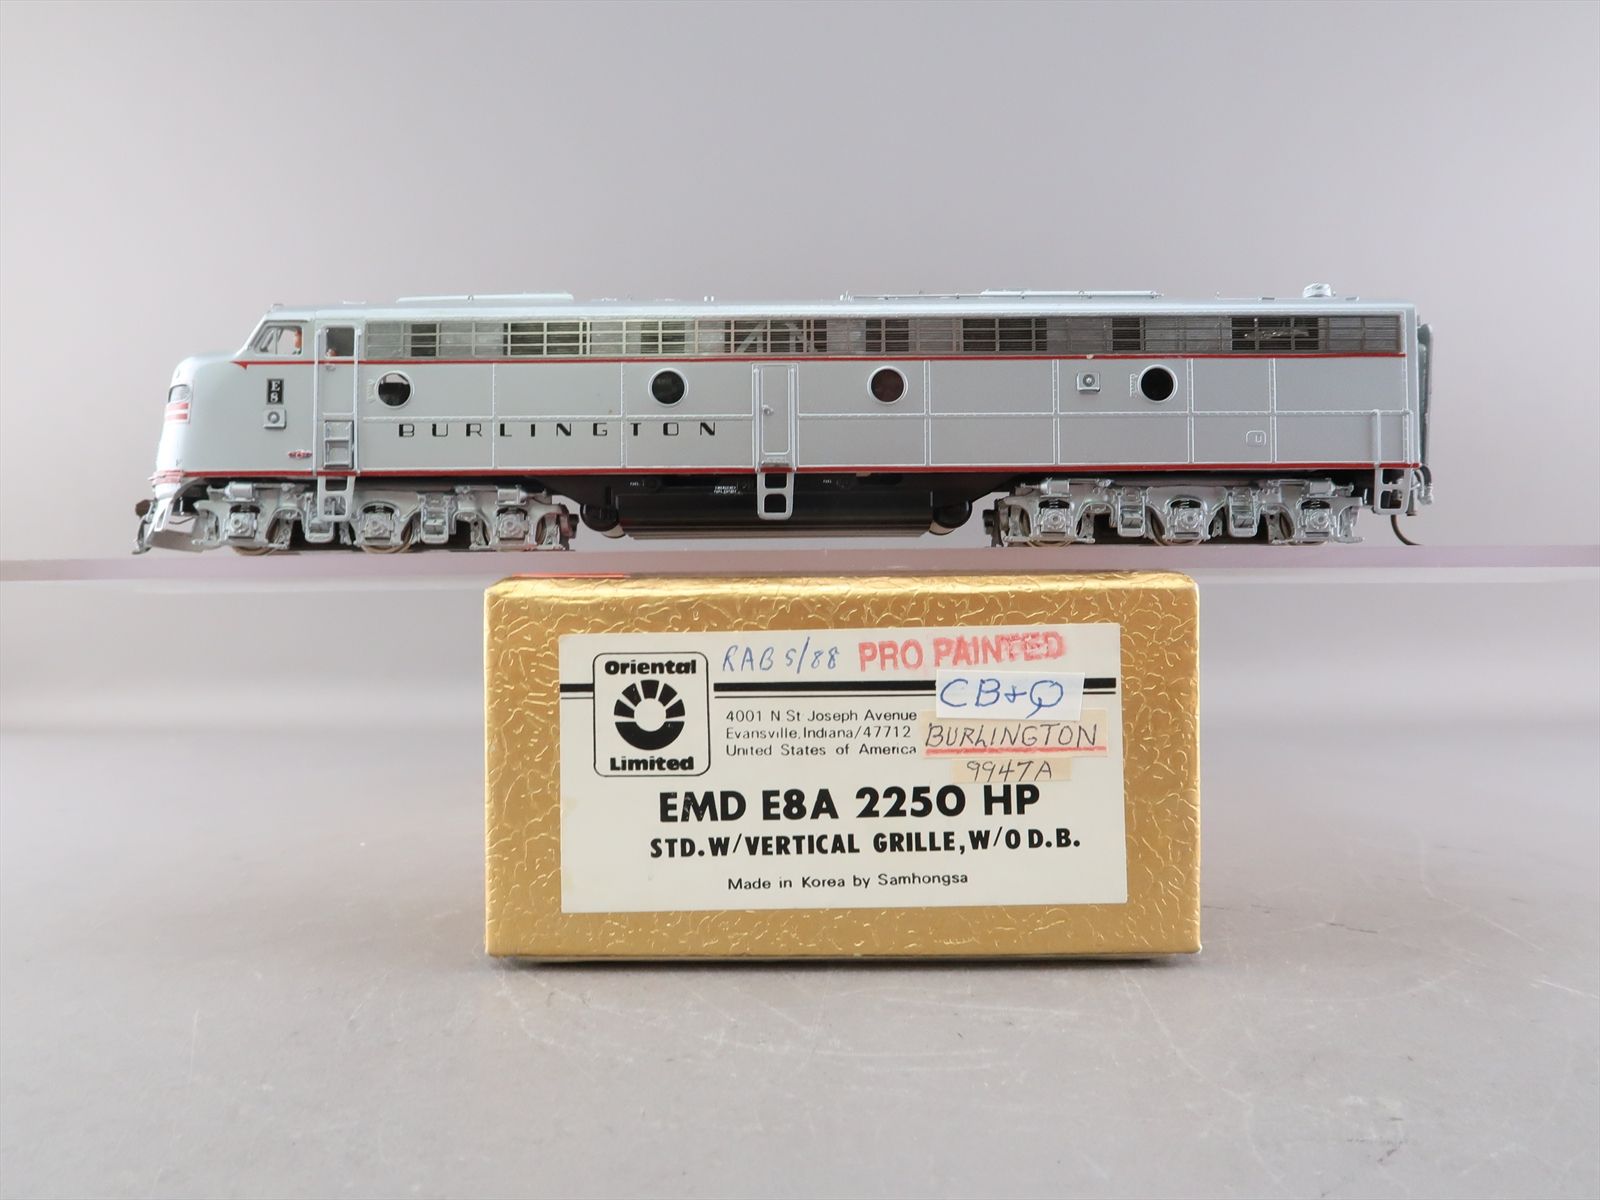 E
8
BURLINGTON
Oriental
Limited
RAB 5/88
PRO PAINTED
CB+Q
4001 N St Joseph Avenue
Evansville, Indiana/47712
United States of America
BURLINGTON
9947A
EMD E8A 2250 HP
STD. W/VERTICAL GRILLE, W/O D.B.
Made in Korea by Samhongsa